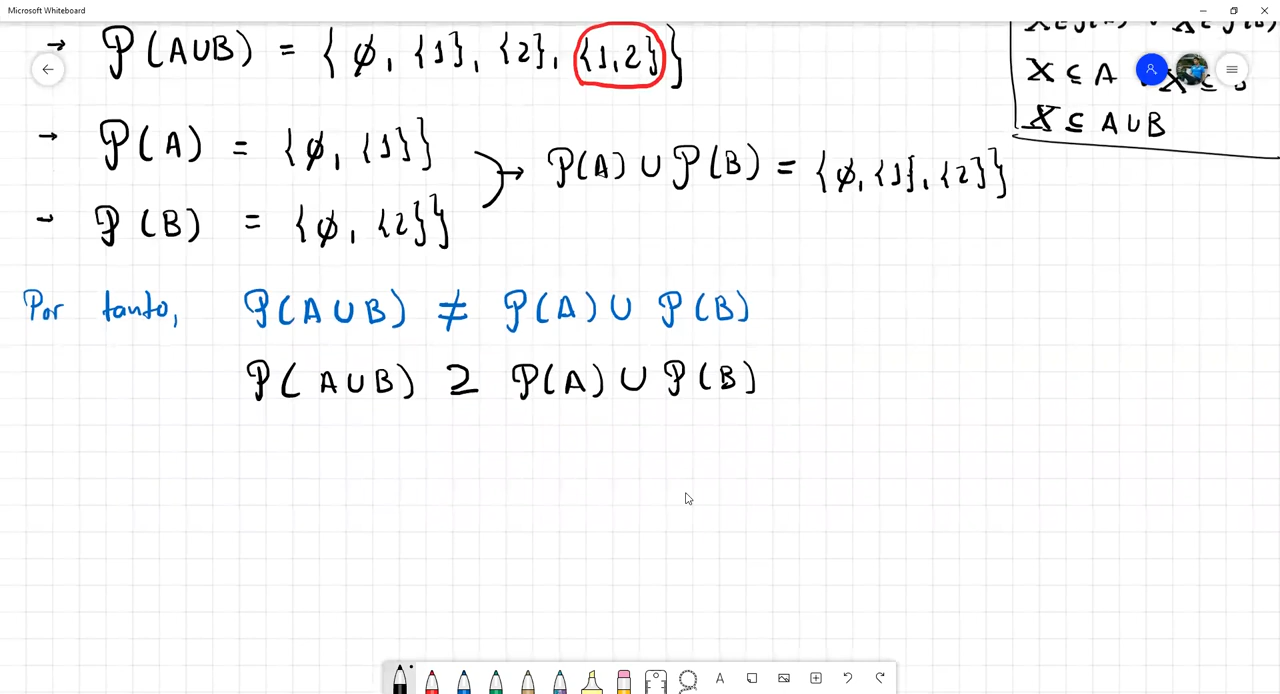 Microsoft Whiteboard
→ P(A∪B) = {ϕ, {1}, {2}, {1,2}}
X ⊆ A
X ⊆ A ∪ B
→ P(A) = {ϕ, {1}}
→ P(A) ∪ P(B) = {ϕ, {1}, {2}}
→ P(B) = {ϕ, {2}}
Por tanto, P(A∪B) ≠ P(A) ∪ P(B)
P(A∪B) ⊇ P(A) ∪ P(B)